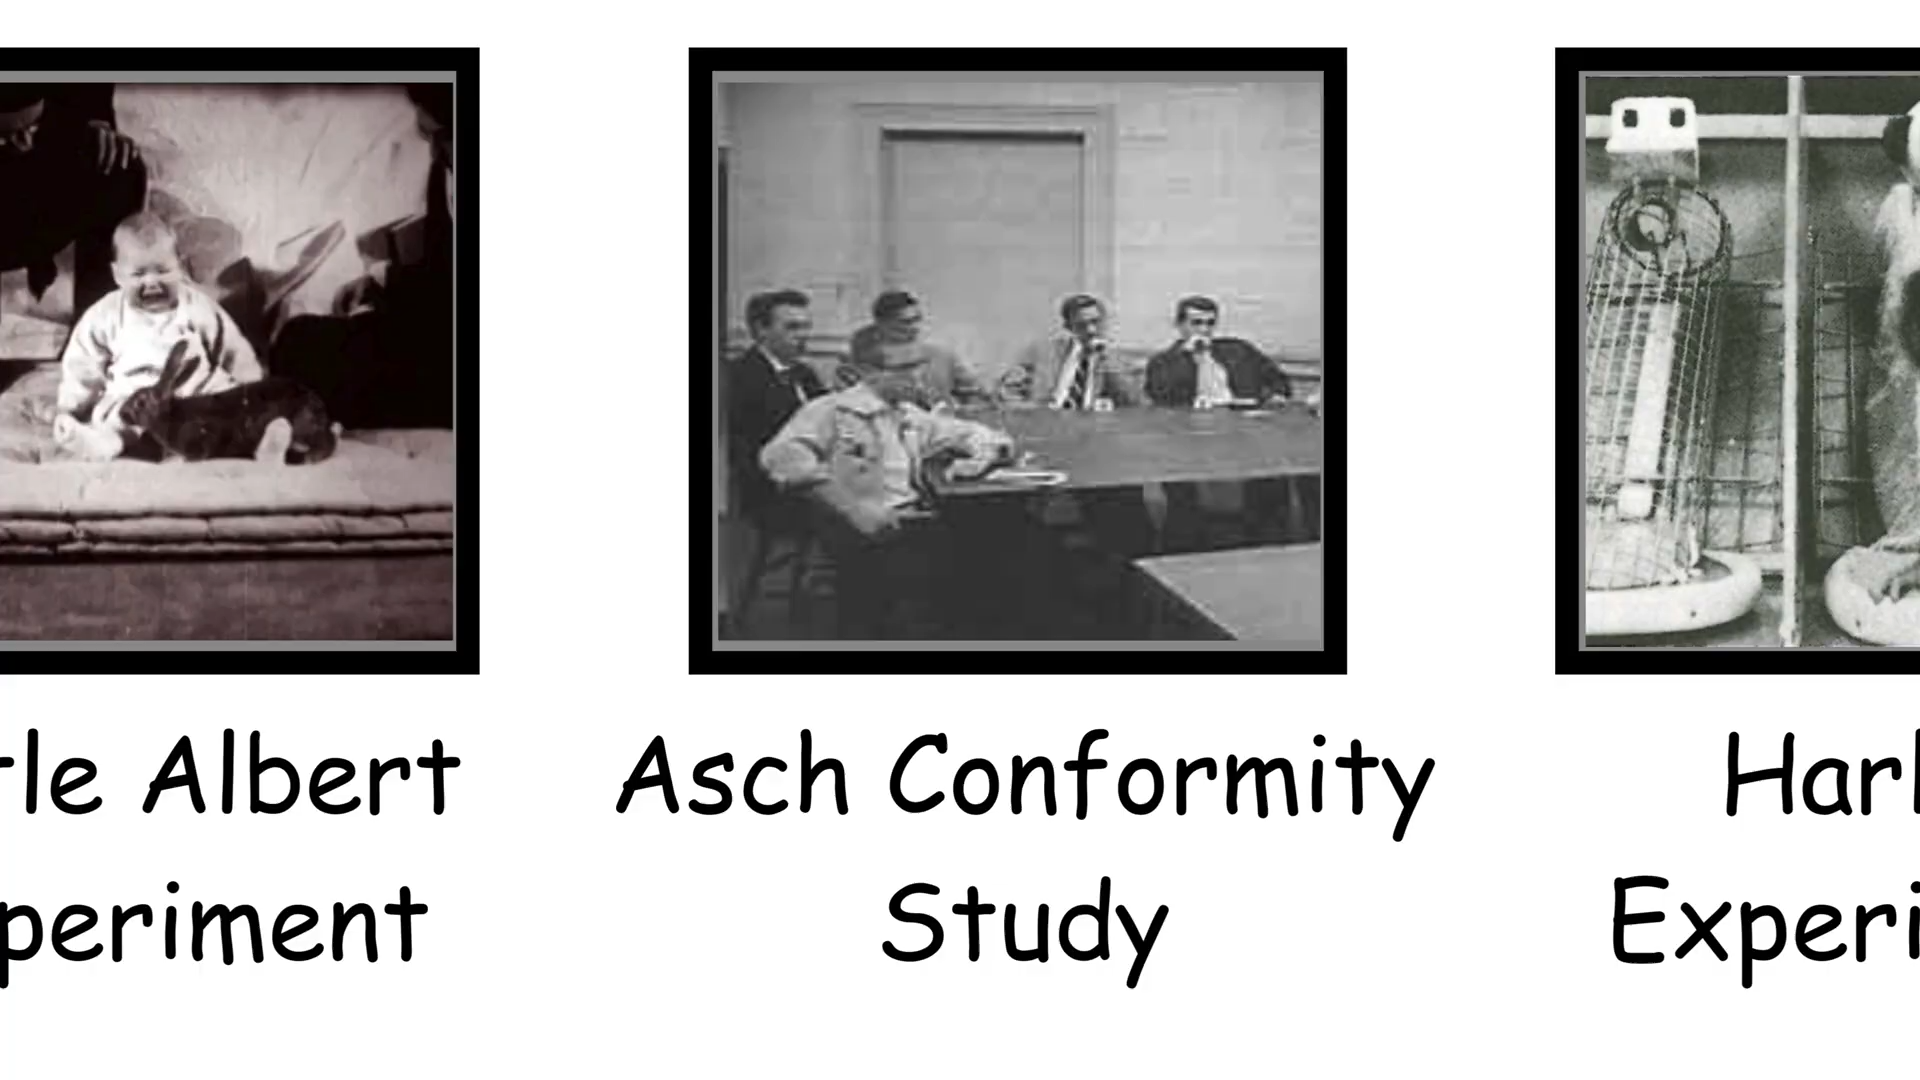 tle Albert
periment
Asch Conformity
Study
Harl
Experi